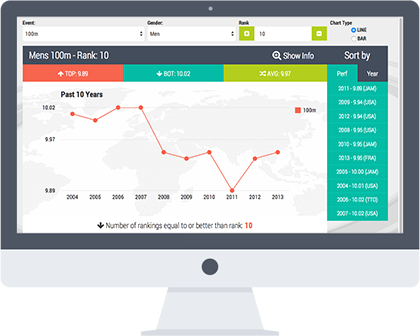 Event: Gender: Rank Chart Type
100m Men 10 LINE
BAR
Mens 100m - Rank: 10 Show Info Sort by
TOP: 9.89 BOT: 10.02 AVG: 9.97 Perf Year
Past 10 Years
100m
10.02
9.97
9.89
2004 2005 2006 2007 2008 2009 2010 2011 2012 2013
Number of rankings equal to or better than rank: 10
2011 - 9.89 (JAM)
2009 - 9.94 (USA)
2012 - 9.94 (USA)
2008 - 9.95 (USA)
2010 - 9.95 (JAM)
2013 - 9.95 (FRA)
2005 - 10.00 (JAM)
2004 - 10.01 (USA)
2006 - 10.02 (TTO)
2007 - 10.02 (USA)